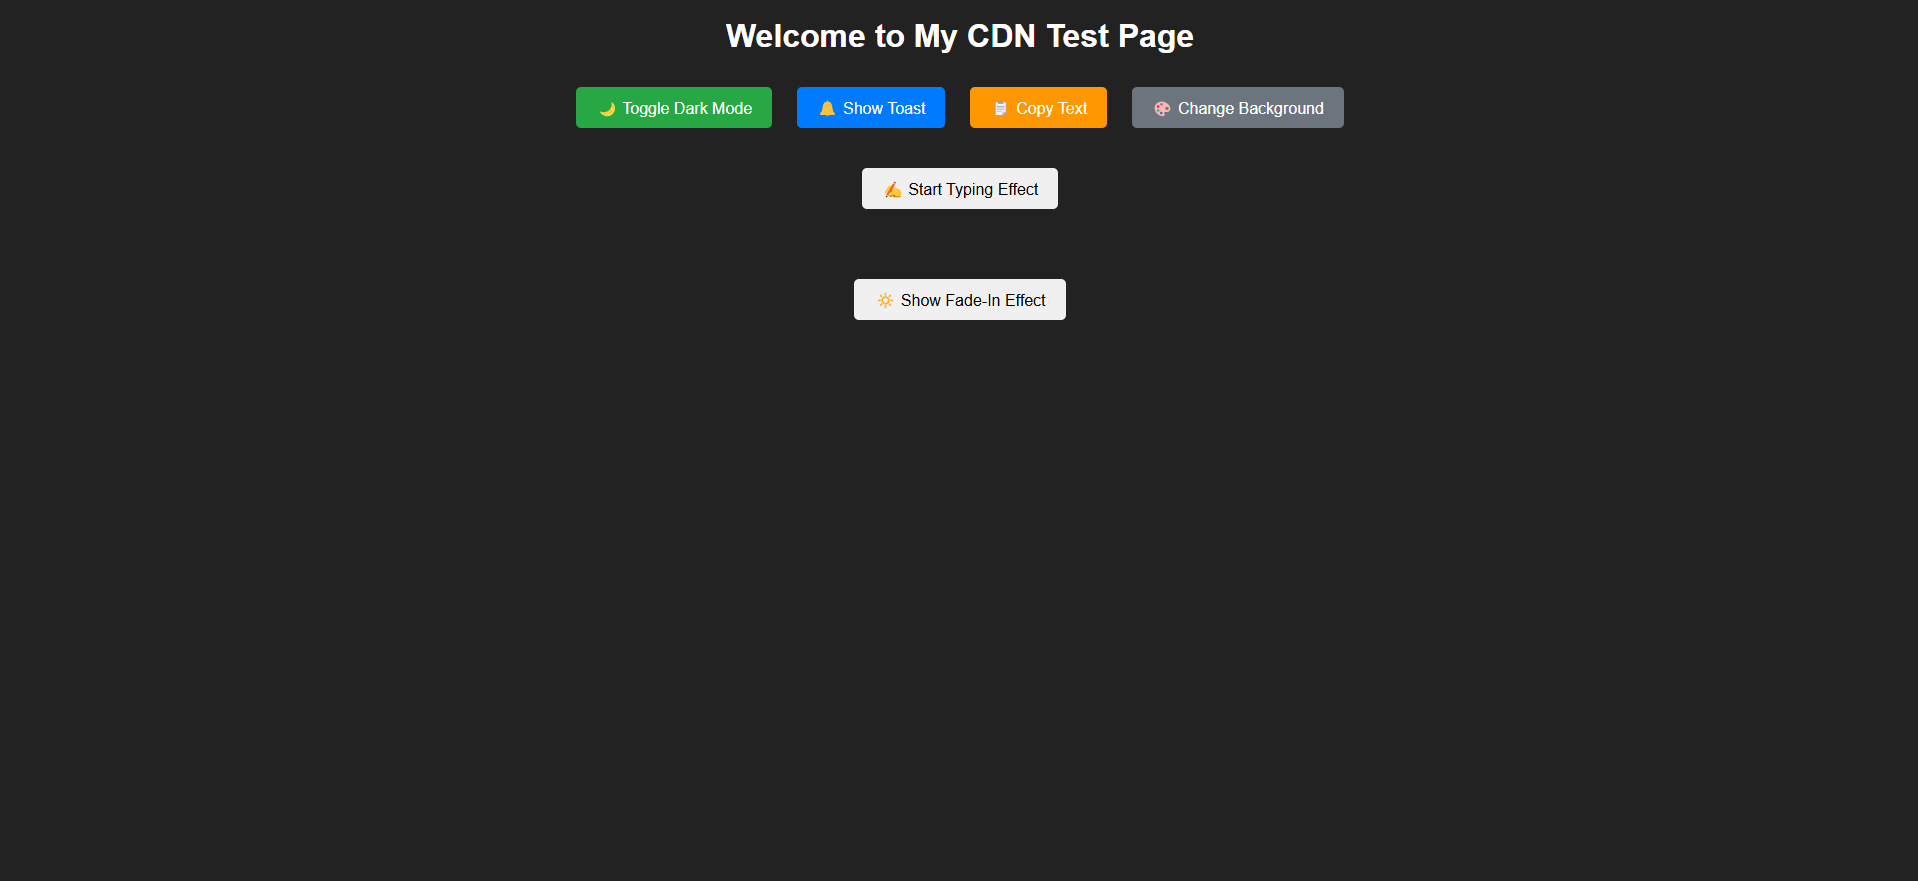 Welcome to My CDN Test Page
🌙 Toggle Dark Mode
🔔 Show Toast
📋 Copy Text
🎨 Change Background
✍️ Start Typing Effect
🔆 Show Fade-In Effect